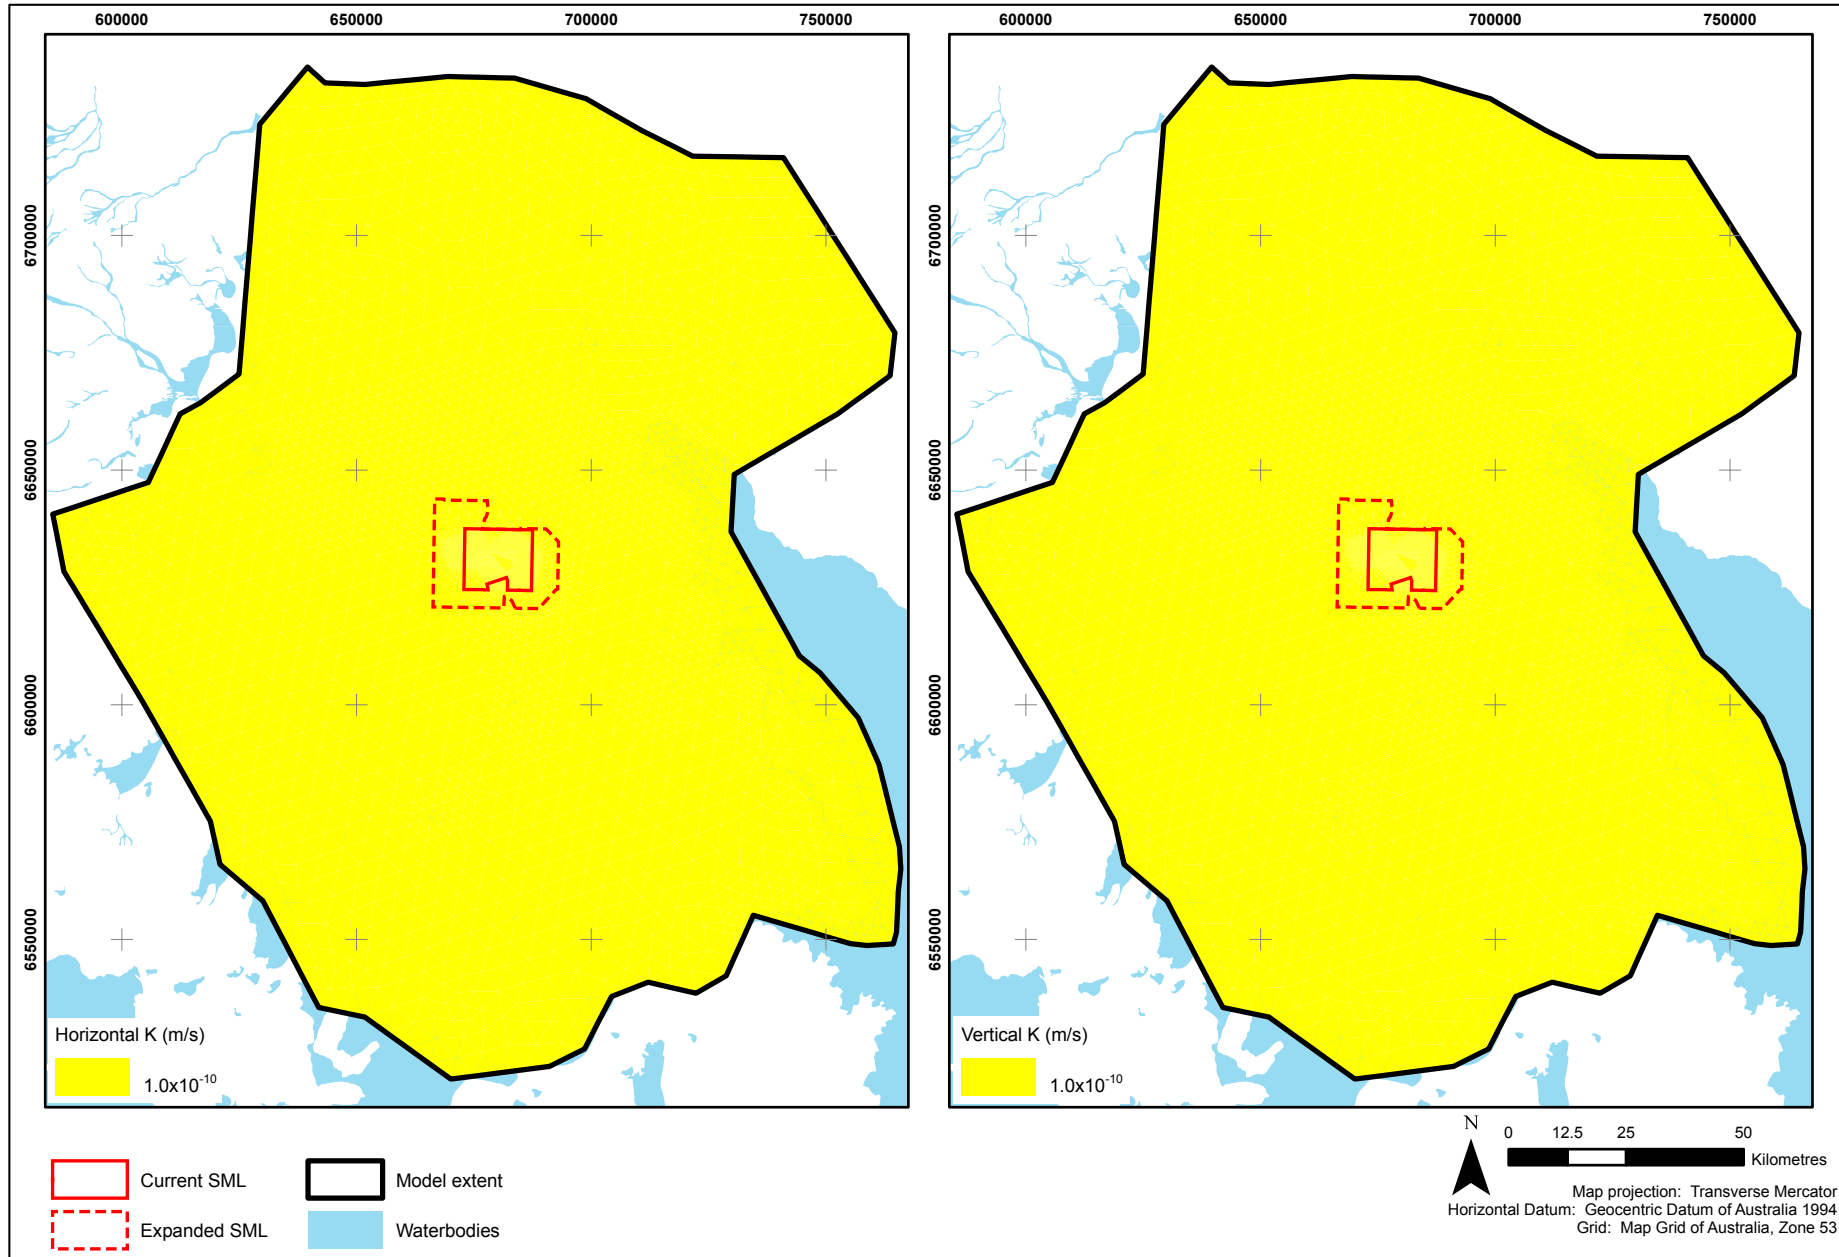 600000 650000 700000 750000
600000 650000 700000 750000
6700000
6650000
6600000
6550000
6700000
6650000
6600000
6550000
Horizontal K (m/s)
1.0x10⁻¹⁰
Vertical K (m/s)
1.0x10⁻¹⁰
Current SML
Expanded SML
Model extent
Waterbodies
N
0 12.5 25 50
Kilometres
Map projection: Transverse Mercator
Horizontal Datum: Geocentric Datum of Australia 1994
Grid: Map Grid of Australia, Zone 53